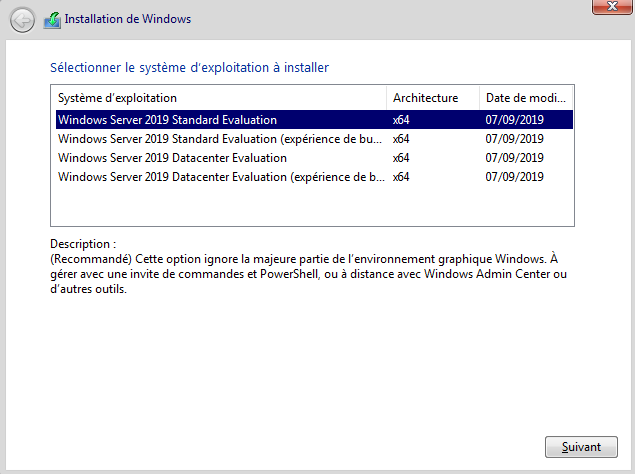 Installation de Windows
Sélectionner le système d'exploitation à installer
Système d'exploitation Architecture Date de modi...
Windows Server 2019 Standard Evaluation x64 07/09/2019
Windows Server 2019 Standard Evaluation (expérience de bu... x64 07/09/2019
Windows Server 2019 Datacenter Evaluation x64 07/09/2019
Windows Server 2019 Datacenter Evaluation (expérience de b... x64 07/09/2019
Description :
(Recommandé) Cette option ignore la majeure partie de l'environnement graphique Windows. À
gérer avec une invite de commandes et PowerShell, ou à distance avec Windows Admin Center ou
d'autres outils.
Suivant